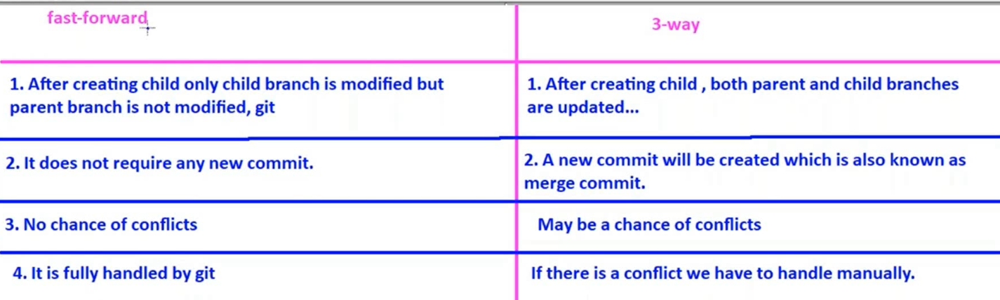 fast-forward
3-way
1. After creating child only child branch is modified but
parent branch is not modified, git
1. After creating child , both parent and child branches
are updated...
2. It does not require any new commit.
2. A new commit will be created which is also known as
merge commit.
3. No chance of conflicts
May be a chance of conflicts
4. It is fully handled by git
If there is a conflict we have to handle manually.